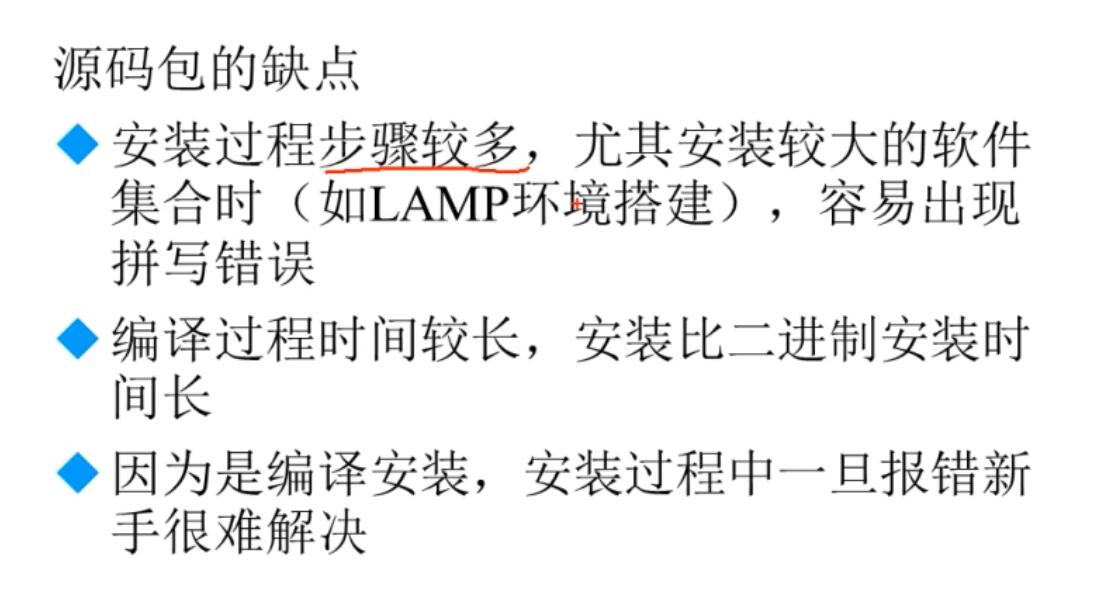 源码包的缺点
安装过程步骤较多，尤其安装较大的软件
集合时（如LAMP环境搭建），容易出现
拼写错误
编译过程时间较长，安装比二进制安装时
间长
因为是编译安装，安装过程中一旦报错新
手很难解决